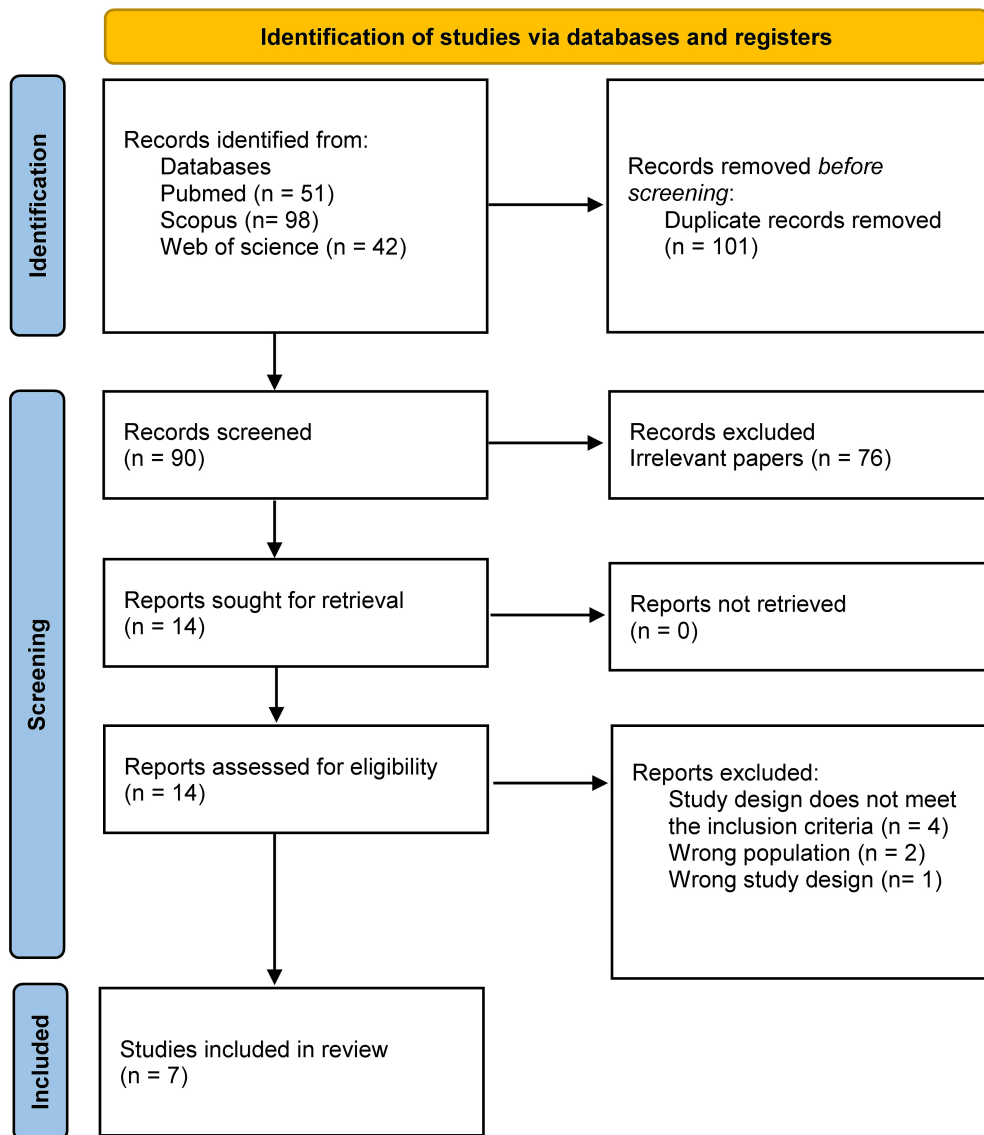 Identification of studies via databases and registers
Identification
Records identified from:
Databases
Pubmed (n = 51)
Scopus (n= 98)
Web of science (n = 42)
Records removed before
screening:
Duplicate records removed
(n = 101)
Screening
Records screened
(n = 90)
Records excluded
Irrelevant papers (n = 76)
Reports sought for retrieval
(n = 14)
Reports not retrieved
(n = 0)
Reports assessed for eligibility
(n = 14)
Reports excluded:
Study design does not meet
the inclusion criteria (n = 4)
Wrong population (n = 2)
Wrong study design (n= 1)
Included
Studies included in review
(n = 7)